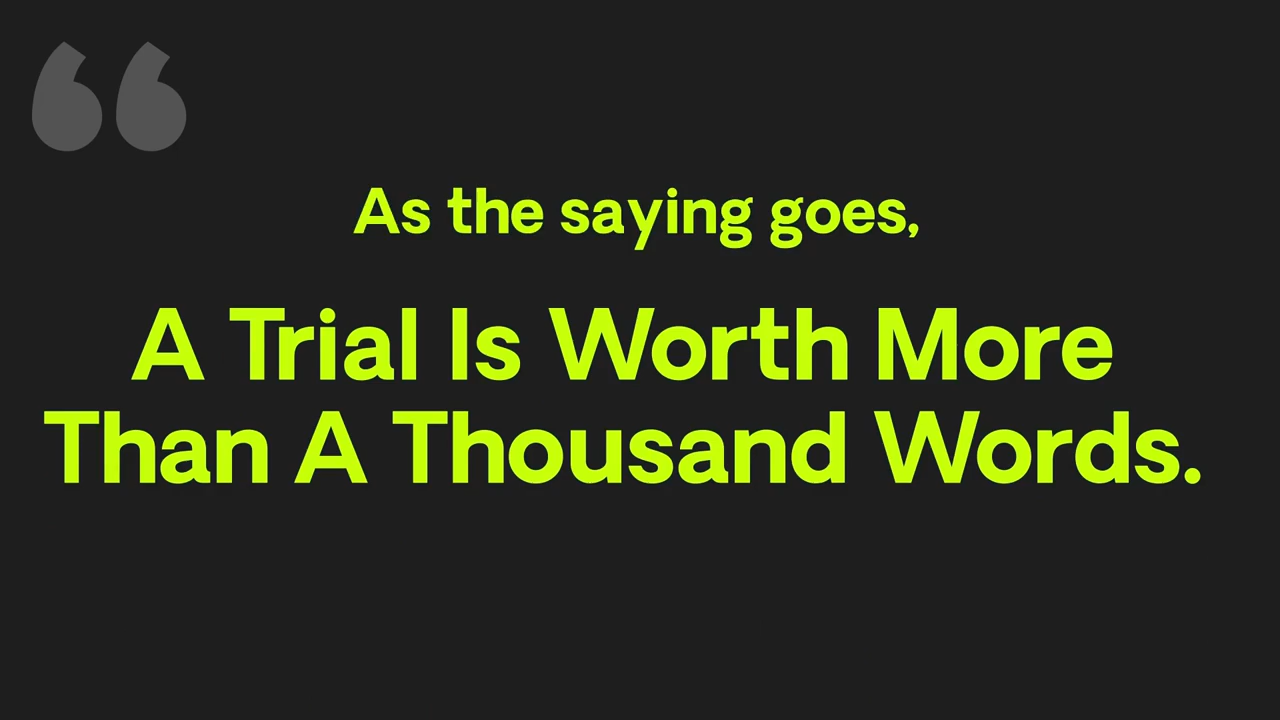 “
As the saying goes,
A Trial Is Worth More
Than A Thousand Words.